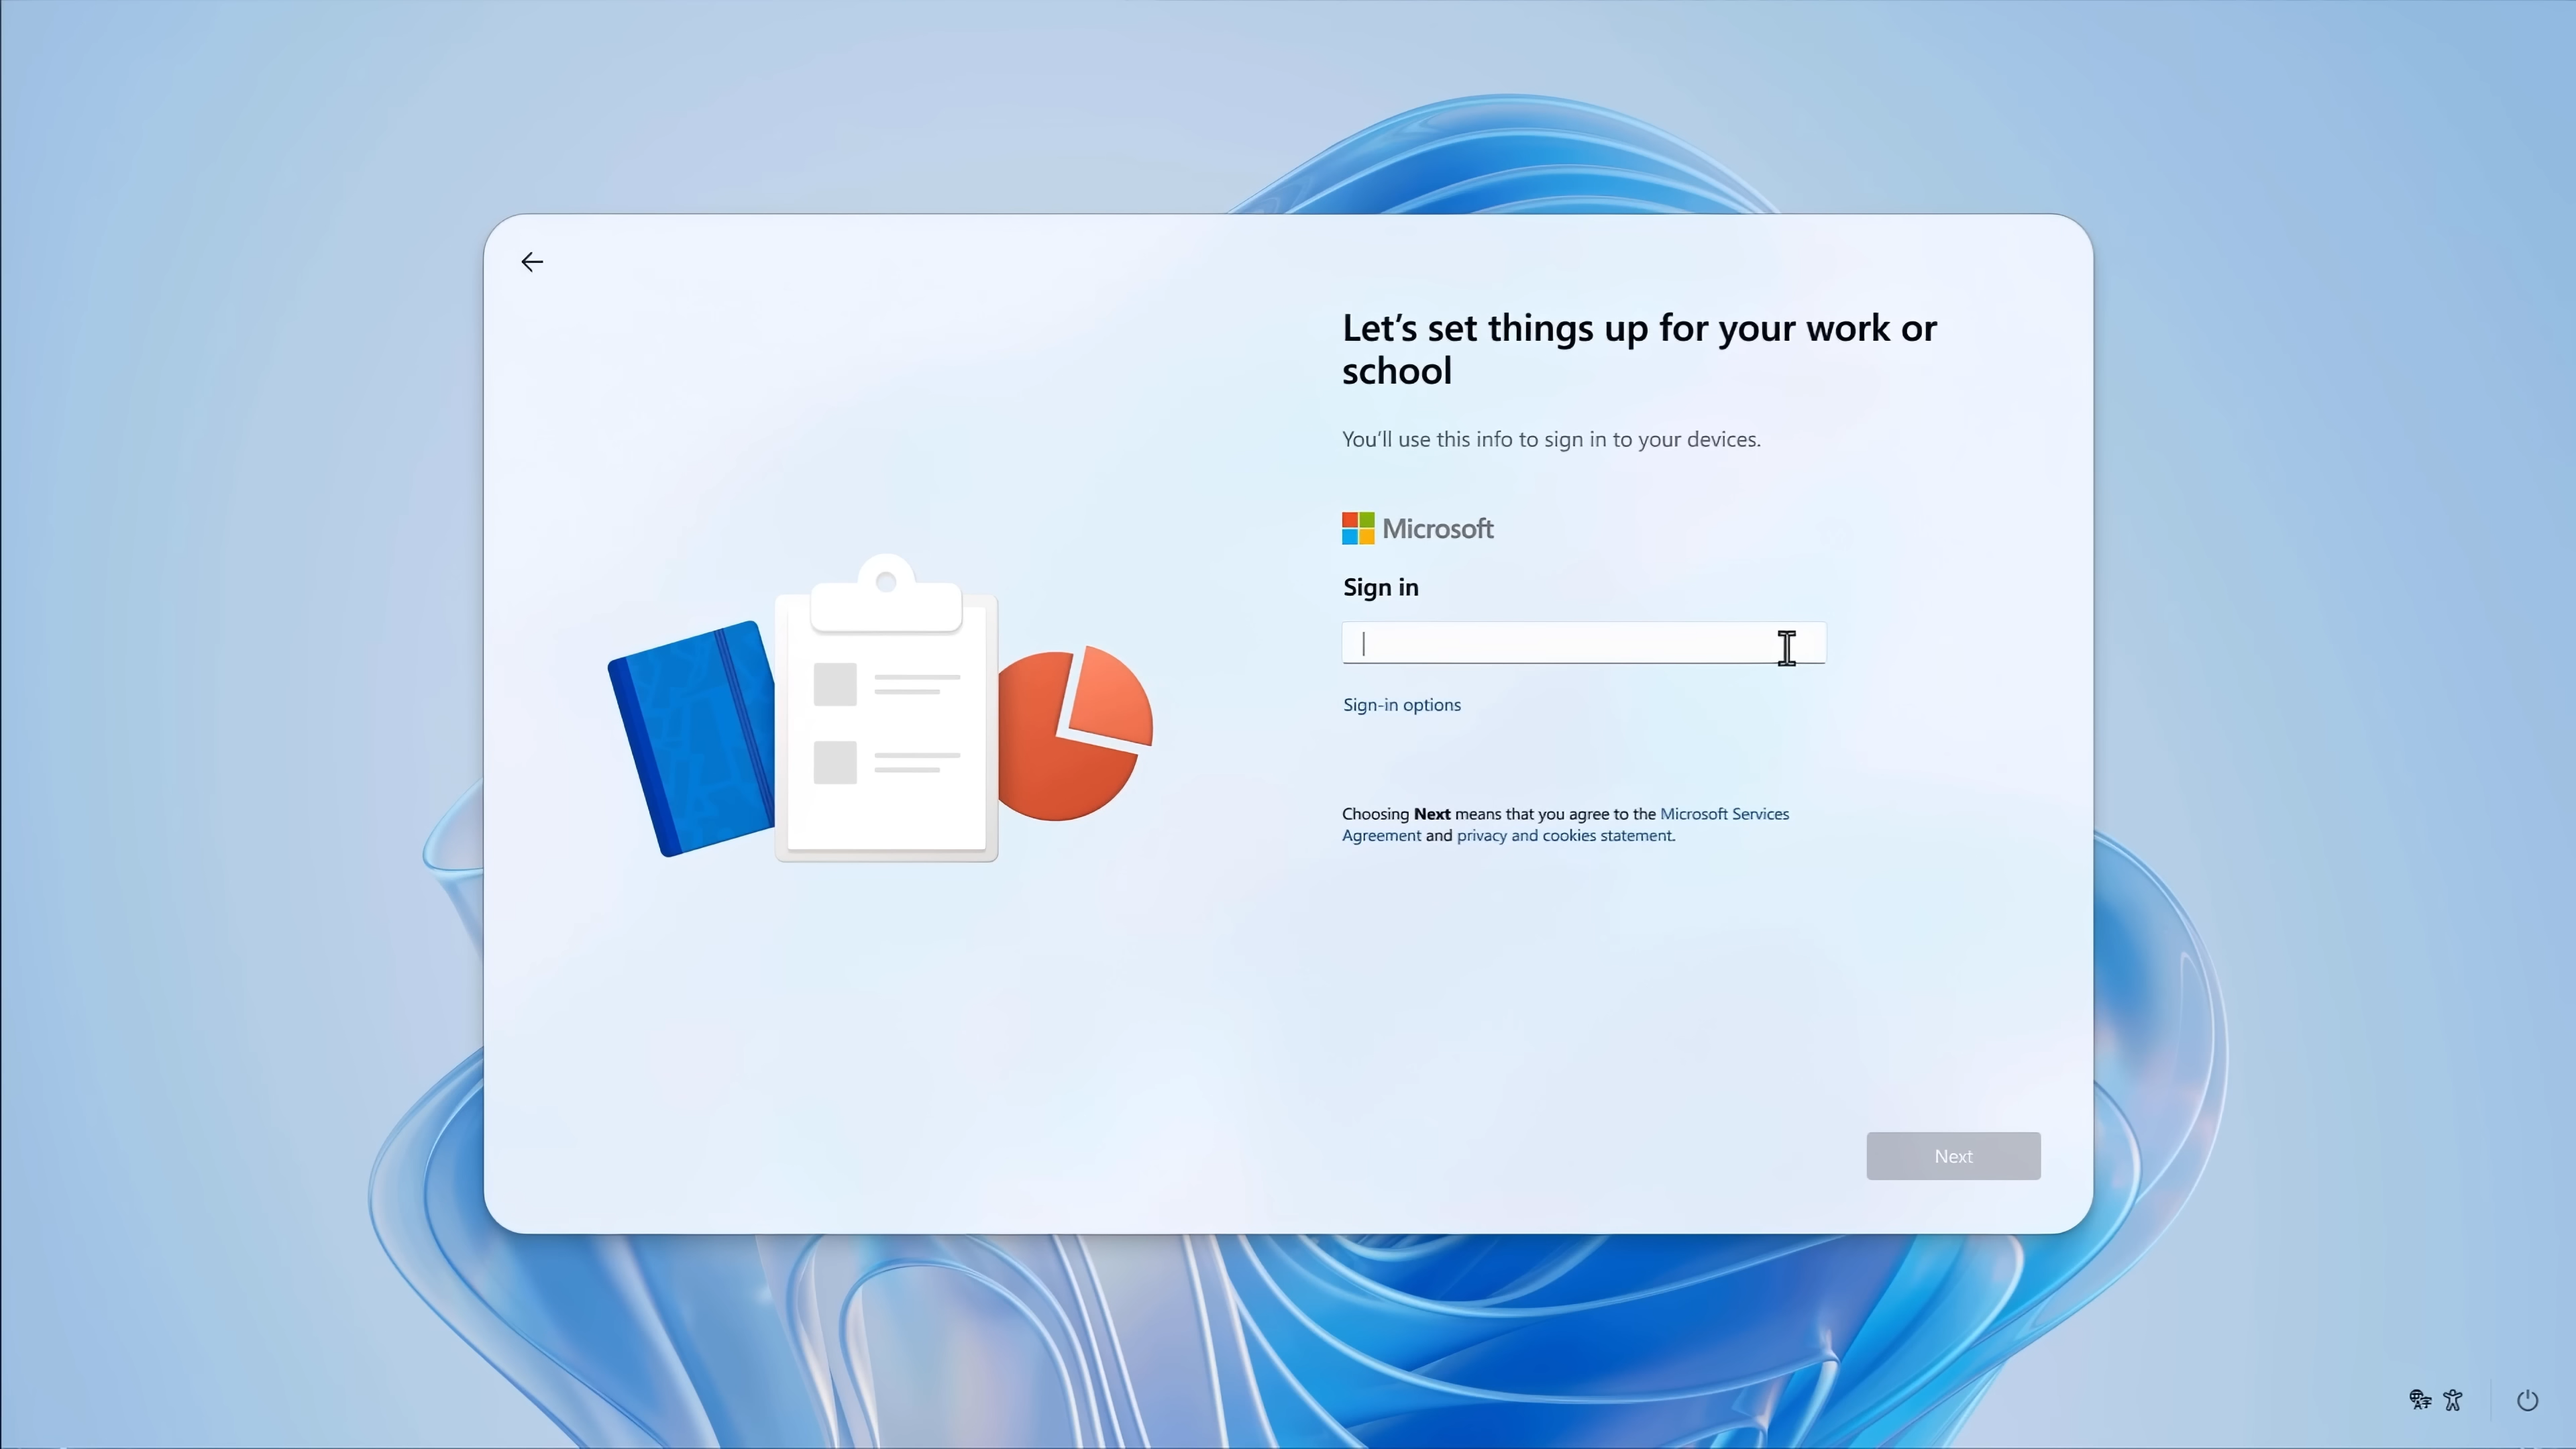 Let's set things up for your work or
school
You'll use this info to sign in to your devices.
Microsoft
Sign in
Sign-in options
Choosing Next means that you agree to the Microsoft Services
Agreement and privacy and cookies statement.
Next